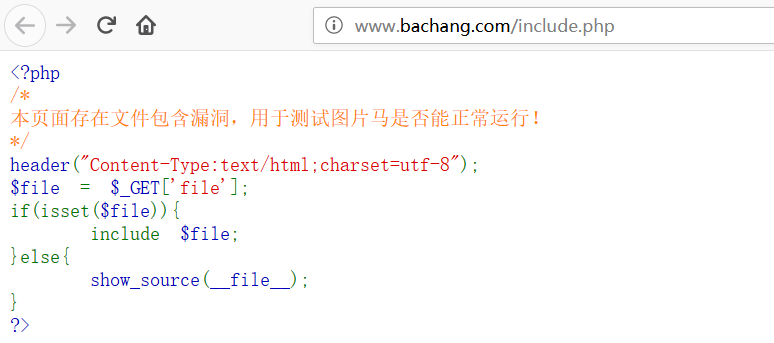 www.bachang.com/include.php
<?php
/*
本页面存在文件包含漏洞，用于测试图片马是否能正常运行！
*/
header("Content-Type:text/html;charset=utf-8");
$file  =  $_GET['file'];
if(isset($file)){
        include  $file;
}else{
        show_source(__file__);
}
?>